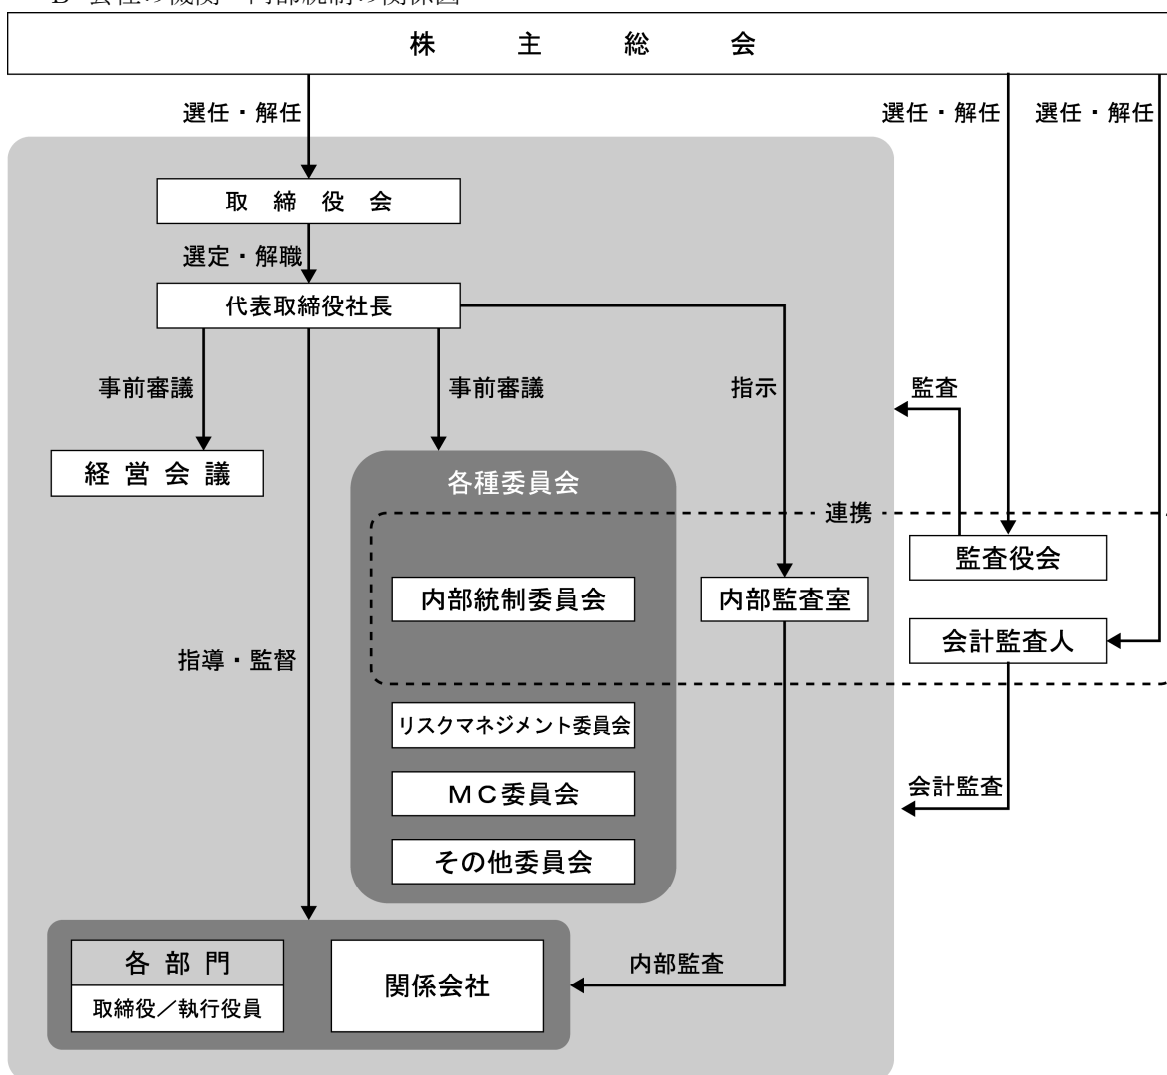 株主総会
選任・解任
選任・解任
選任・解任
取締役会
選定・解職
代表取締役社長
事前審議
事前審議
指示
監査
経営会議
各種委員会
連携
監査役会
内部統制委員会
内部監査室
会計監査人
指導・監督
リスクマネジメント委員会
MC委員会
会計監査
その他委員会
各部門
取締役/執行役員
関係会社
内部監査